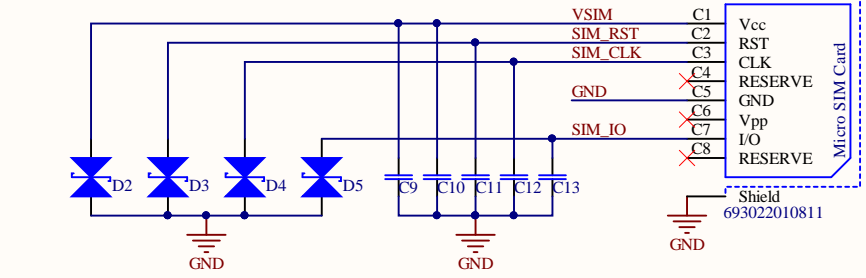 VSIM
C1
Vcc
SIM_RST
C2
RST
SIM_CLK
C3
CLK
C4
RESERVE
GND
C5
GND
C6
Vpp
SIM_IO
C7
I/O
C8
RESERVE
Micro SIM Card
D2
D3
D4
D5
C9
C10
C11
C12
C13
Shield
693022010811
GND
GND
GND